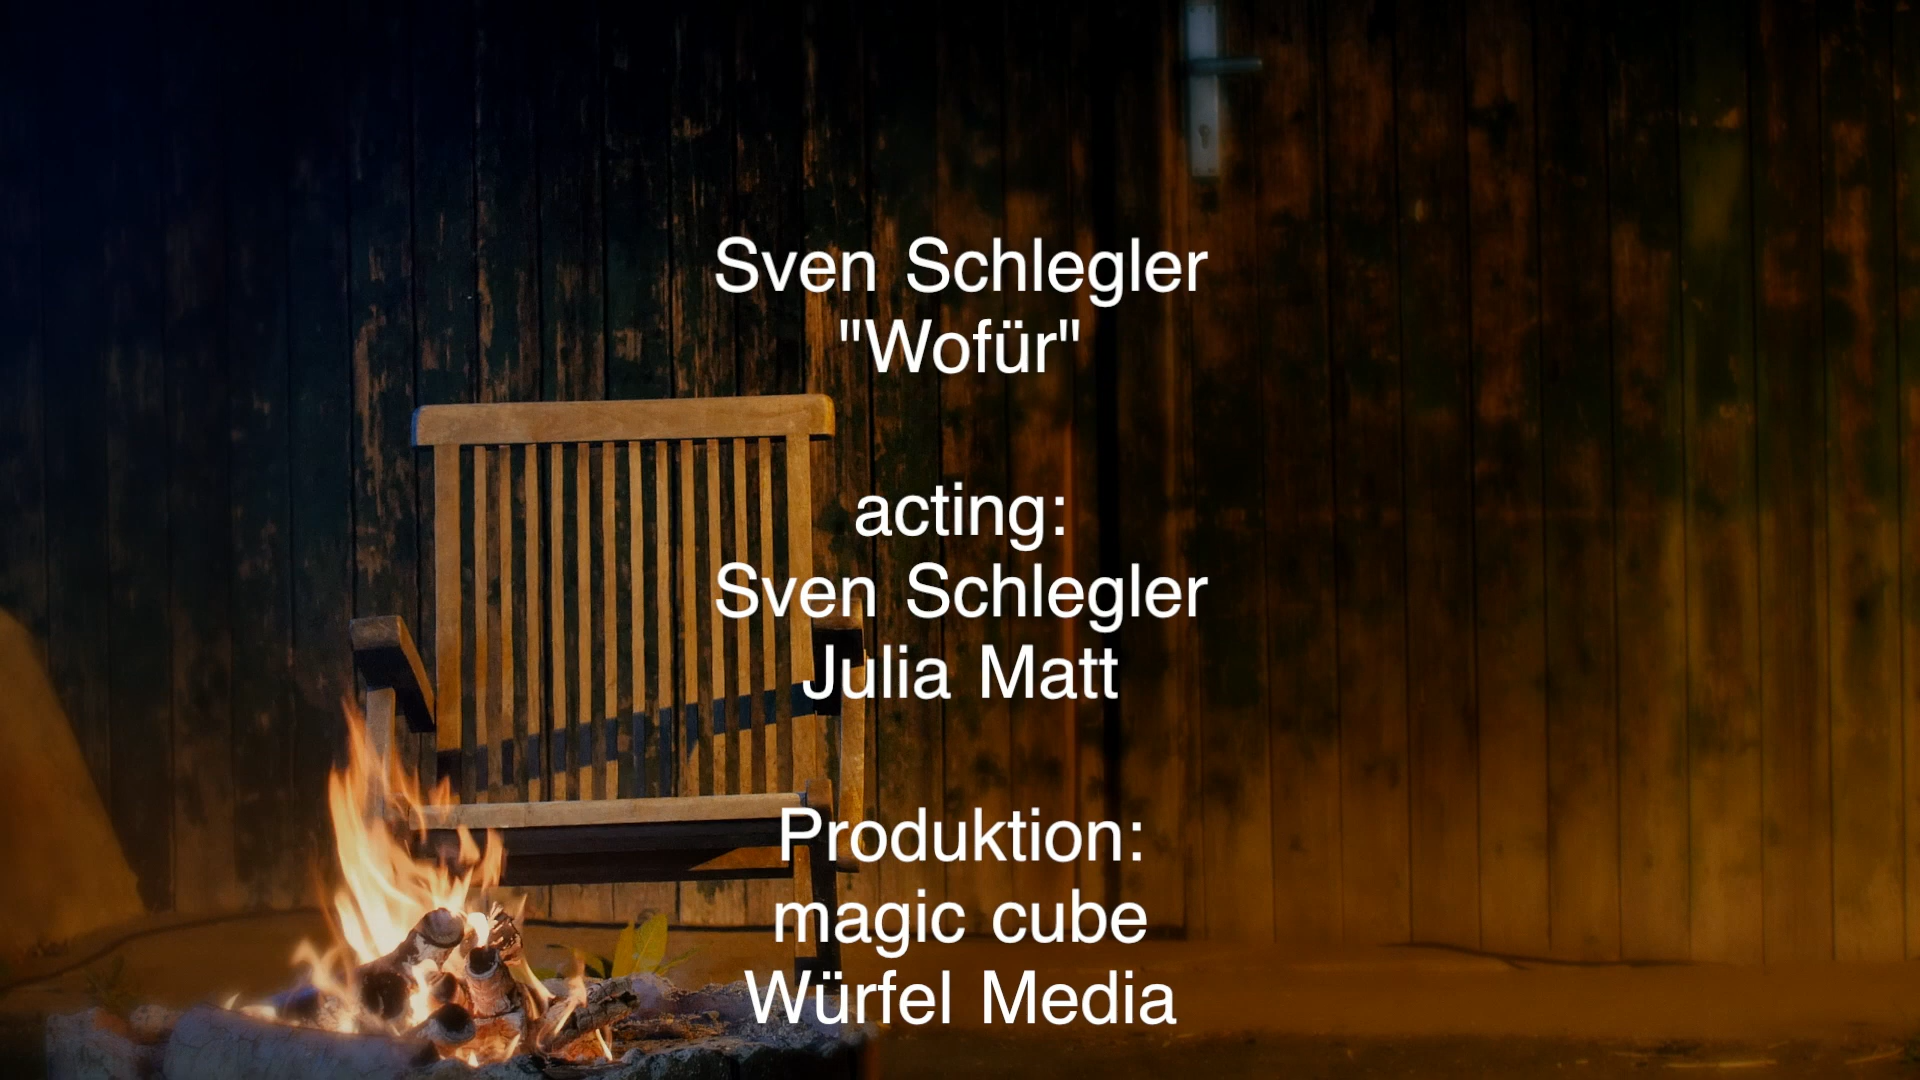 Sven Schlegler
"Wofür"
acting:
Sven Schlegler
Julia Matt
Produktion:
magic cube
Würfel Media